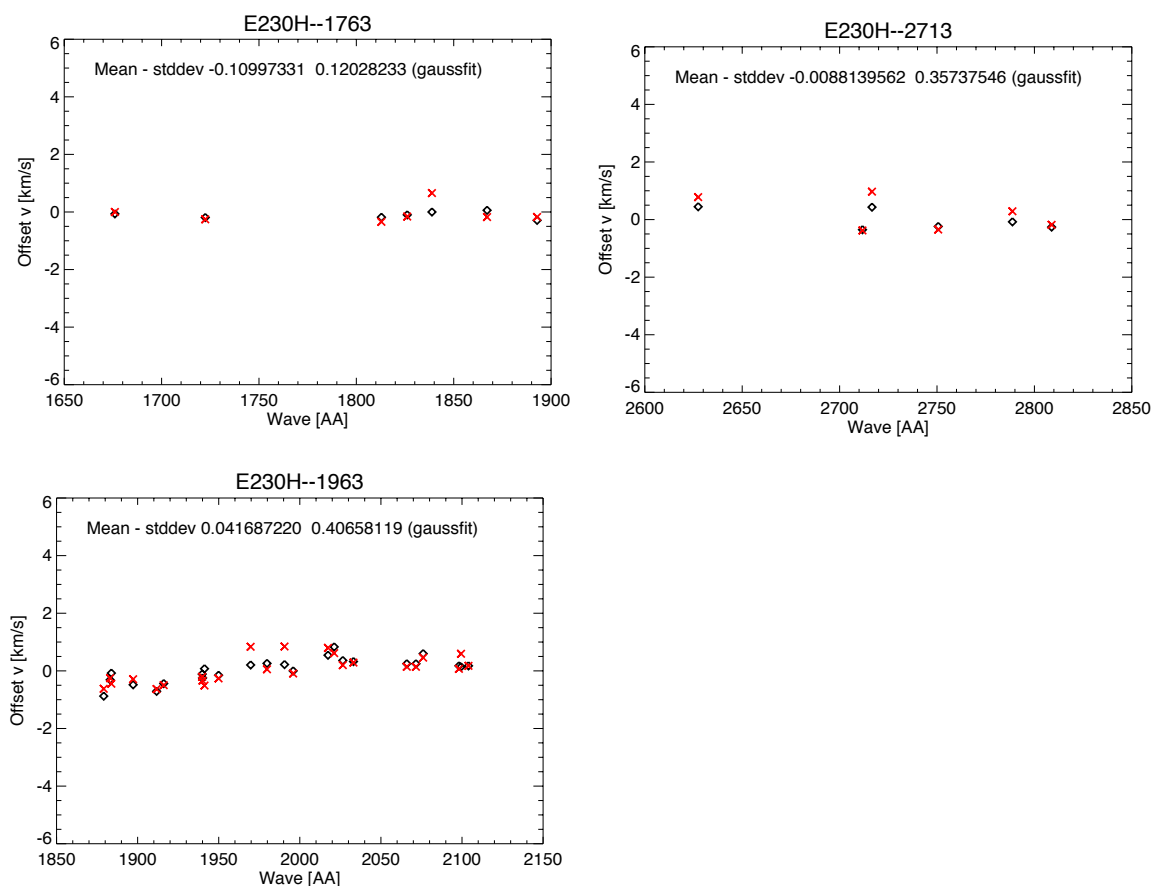 E230H--1763
Mean - stddev -0.10997331 0.12028233 (gaussfit)
6
4
2
0
-2
-4
-6
Offset v [km/s]
1650 1700 1750 1800 1850 1900
Wave [AA]
E230H--2713
Mean - stddev -0.0088139562 0.35737546 (gaussfit)
6
4
2
0
-2
-4
-6
Offset v [km/s]
2600 2650 2700 2750 2800 2850
Wave [AA]
E230H--1963
Mean - stddev 0.041687220 0.40658119 (gaussfit)
6
4
2
0
-2
-4
-6
Offset v [km/s]
1850 1900 1950 2000 2050 2100 2150
Wave [AA]